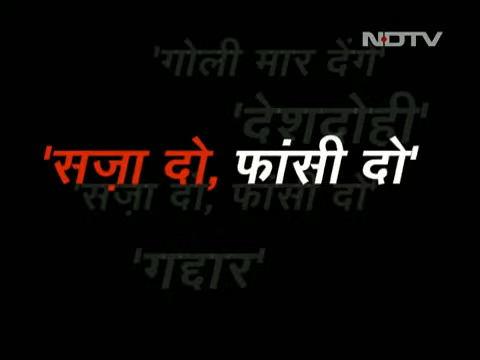 NDTV
'गोली मार देंगे'
'देशद्रोही'
'सज़ा दो, फांसी दो'
'सज़ा दो, फांसी दो'
'गद्दार'